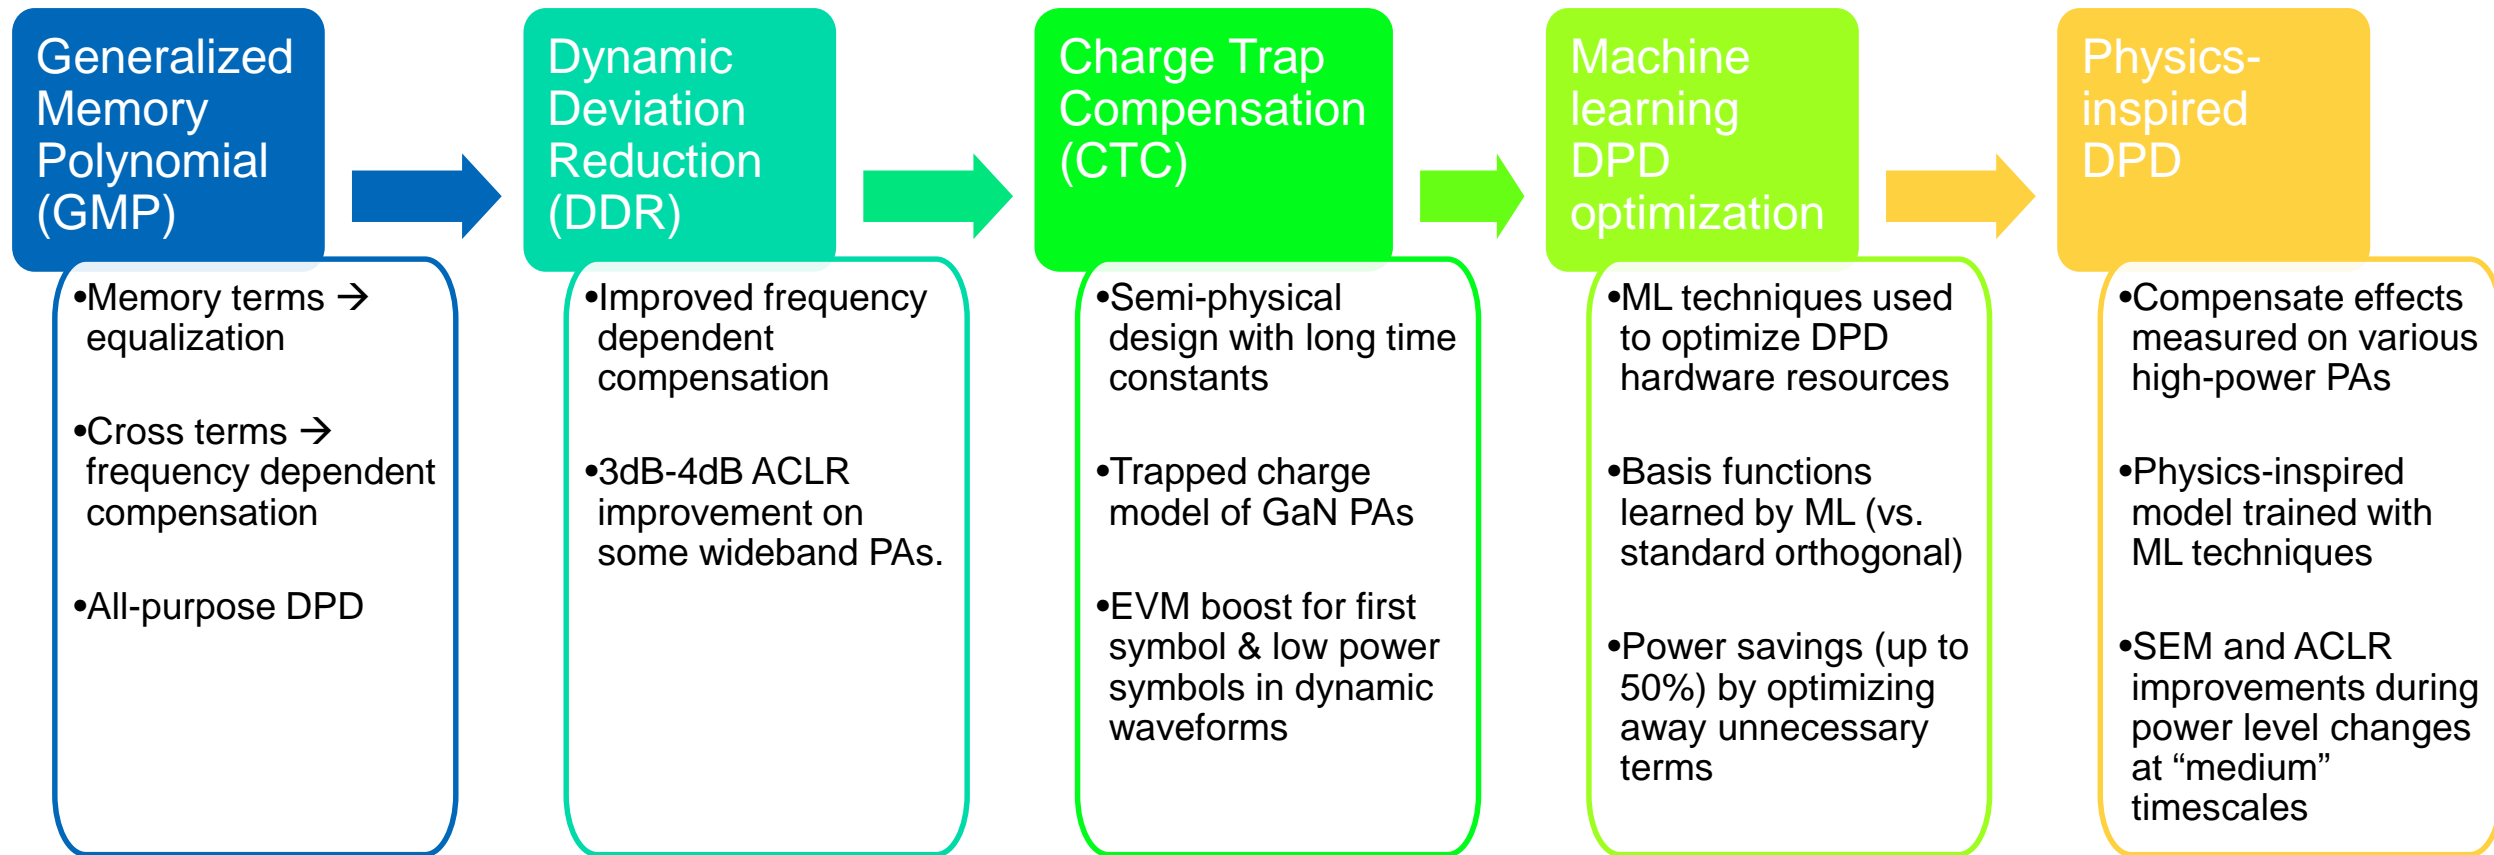 Generalized
Memory
Polynomial
(GMP)
•Memory terms →
equalization
•Cross terms →
frequency dependent
compensation
•All-purpose DPD
Dynamic
Deviation
Reduction
(DDR)
•Improved frequency
dependent
compensation
•3dB-4dB ACLR
improvement on
some wideband PAs.
Charge Trap
Compensation
(CTC)
•Semi-physical
design with long time
constants
•Trapped charge
model of GaN PAs
•EVM boost for first
symbol & low power
symbols in dynamic
waveforms
Machine
learning
DPD
optimization
•ML techniques used
to optimize DPD
hardware resources
•Basis functions
learned by ML (vs.
standard orthogonal)
•Power savings (up to
50%) by optimizing
away unnecessary
terms
Physics-
inspired
DPD
•Compensate effects
measured on various
high-power PAs
•Physics-inspired
model trained with
ML techniques
•SEM and ACLR
improvements during
power level changes
at “medium”
timescales